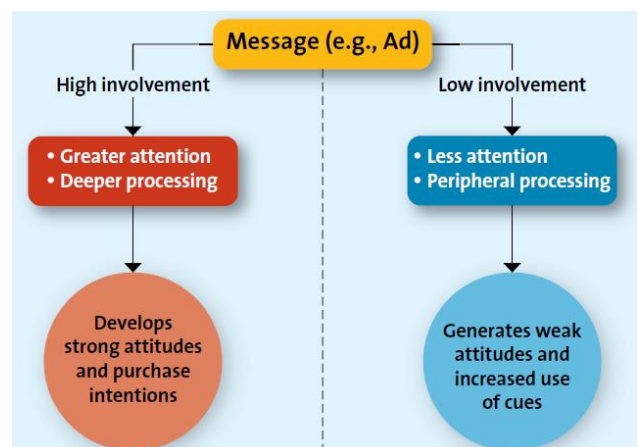 Message (e.g., Ad)
High involvement
Low involvement
• Greater attention
• Deeper processing
• Less attention
• Peripheral processing
Develops
strong attitudes
and purchase
intentions
Generates weak
attitudes and
increased use
of cues